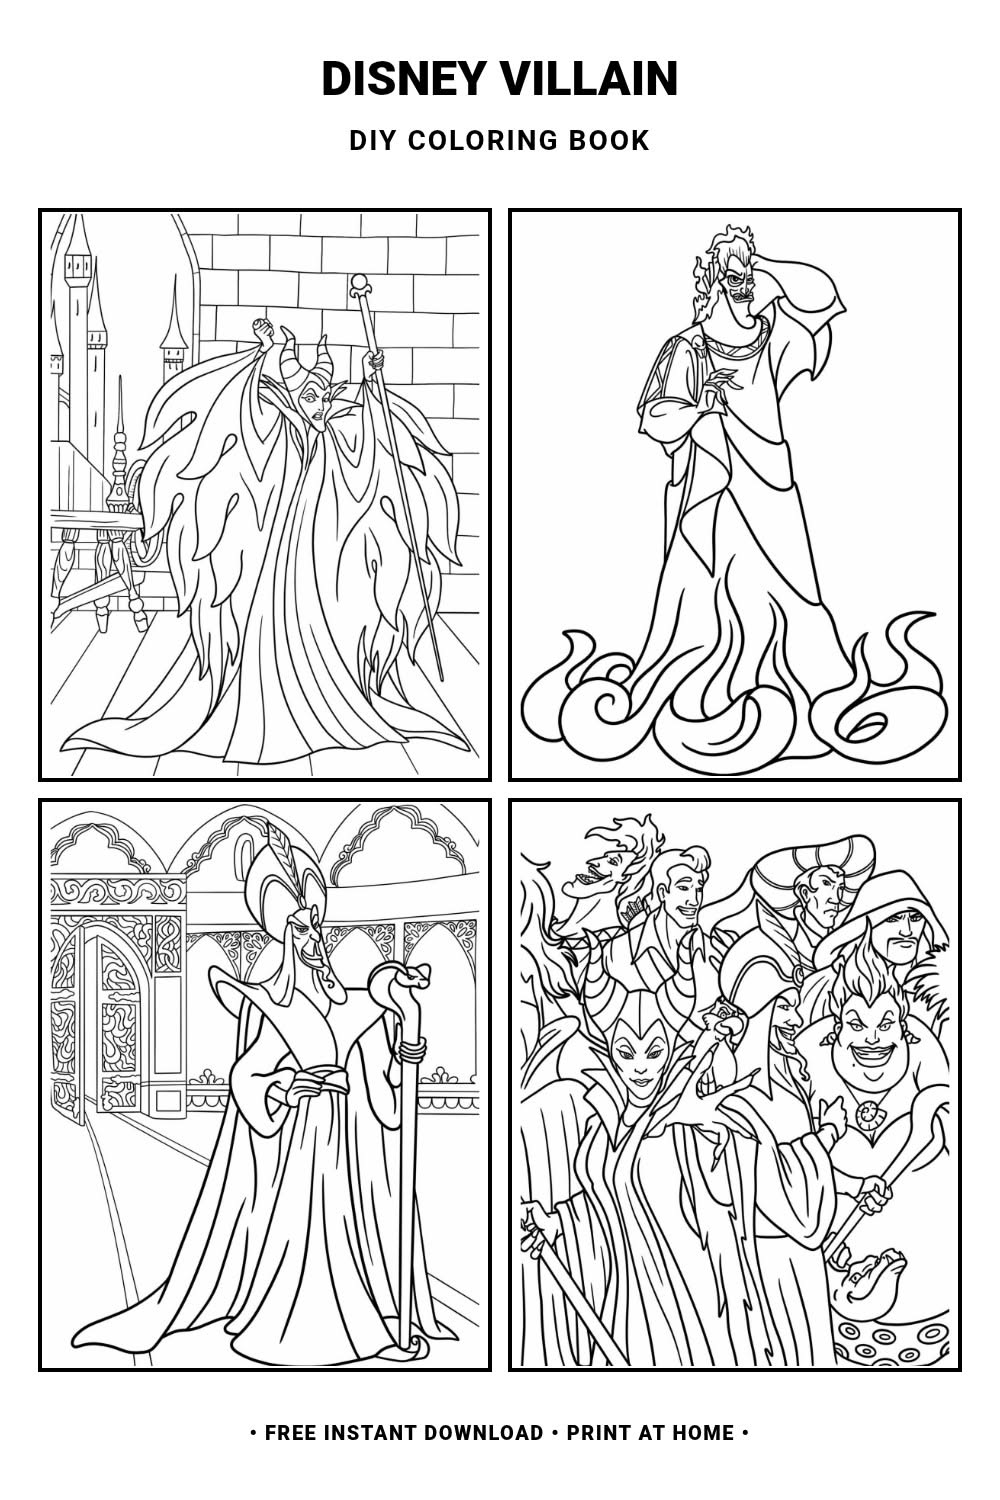 DISNEY VILLAIN
DIY COLORING BOOK
• FREE INSTANT DOWNLOAD • PRINT AT HOME •